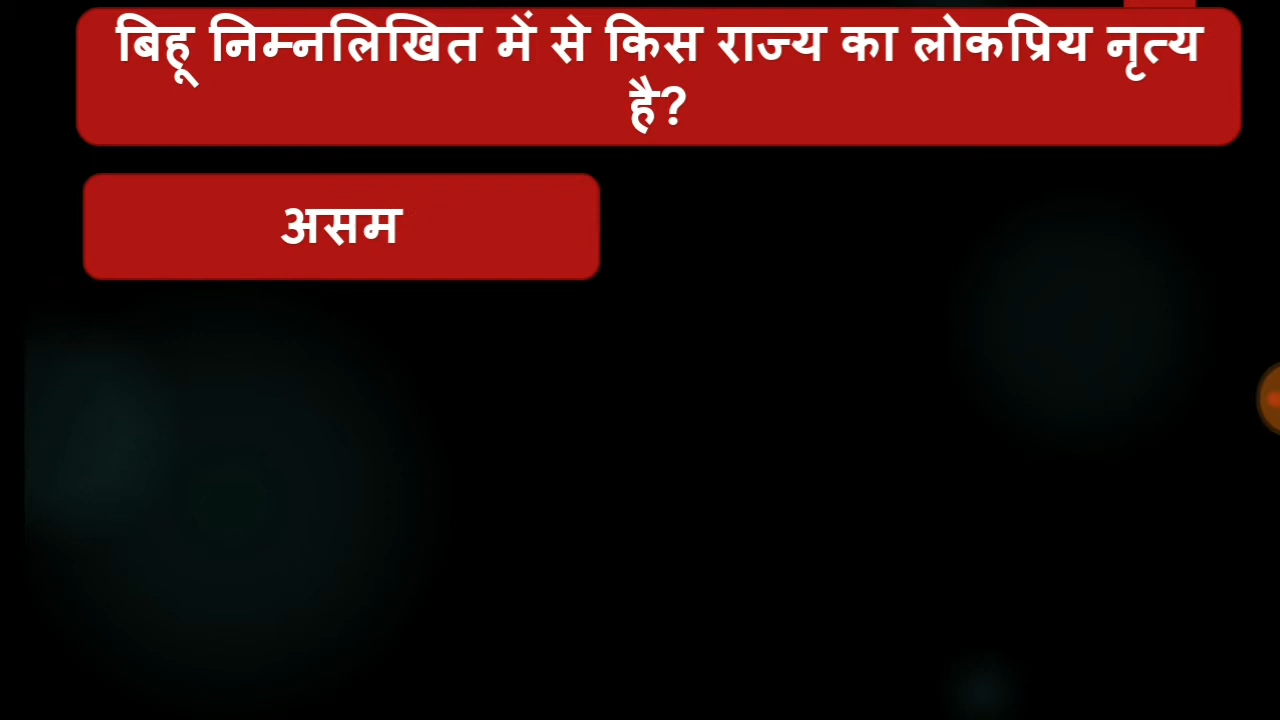 बिहू निम्नलिखित में से किस राज्य का लोकप्रिय नृत्य
है?
असम